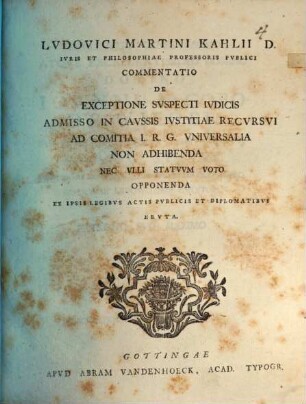 LVDOVICI MARTINI KAHLII D.
IVRIS ET PHILOSOPHIAE PROFESSORIS PVBLICI
COMMENTATIO
DE
EXCEPTIONE SVSPECTI IVDICIS
ADMISSO IN CAVSSIS IVSTITIAE RECVRSVI
AD COMITIA I. R. G. VNIVERSALIA
NON ADHIBENDA
NEC VLLI STATVVM VOTO
OPPONENDA
EX IPSIS LEGIBVS ACTIS PVBLICIS ET DIPLOMATIBVS
ERVTA.
GOTTINGAE
APVD ABRAM VANDENHOECK, ACAD. TYPOGR.